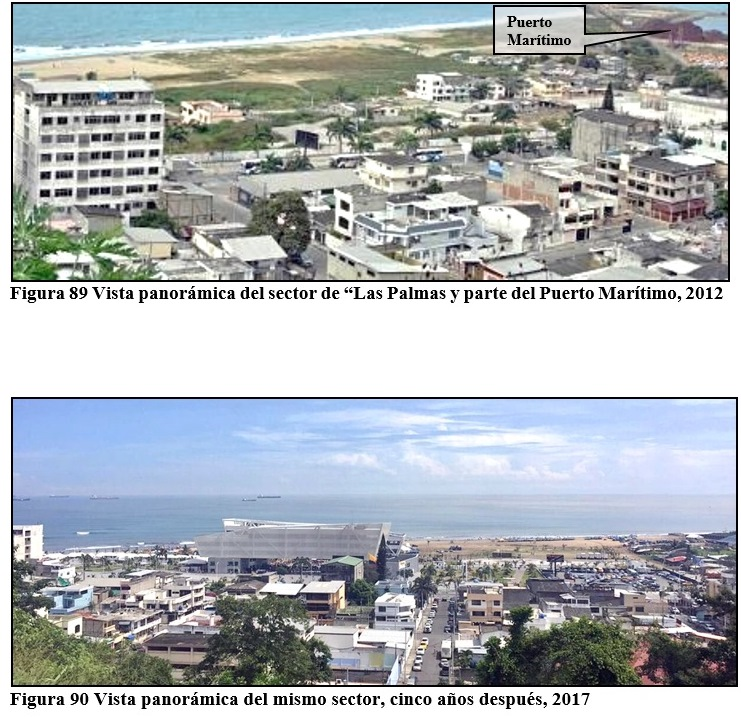 Puerto
Marítimo
Figura 89 Vista panorámica del sector de “Las Palmas y parte del Puerto Marítimo, 2012
Figura 90 Vista panorámica del mismo sector, cinco años después, 2017